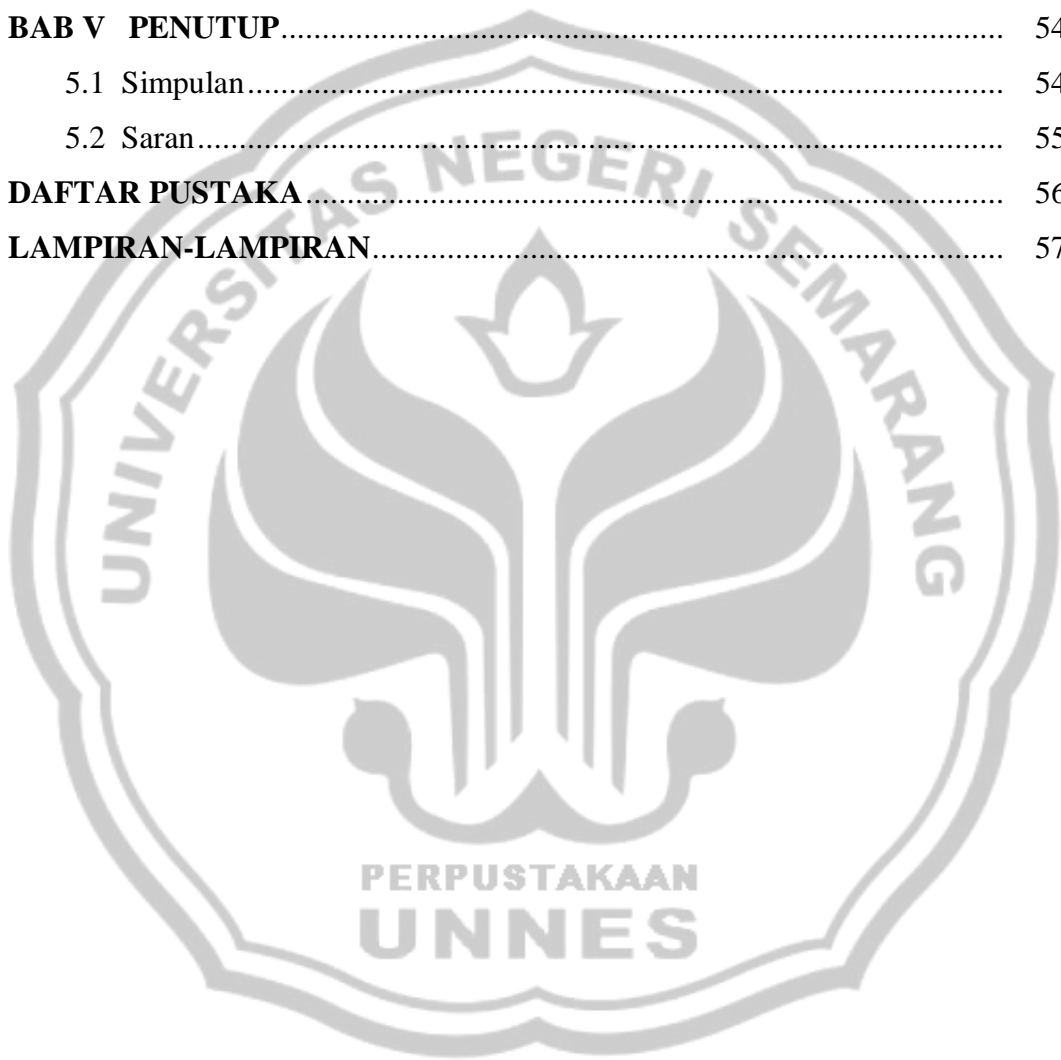 BAB V PENUTUP........................................................................................ 54
5.1 Simpulan............................................................................................ 54
5.2 Saran.................................................................................................. 55
DAFTAR PUSTAKA..................................................................................... 56
LAMPIRAN-LAMPIRAN............................................................................. 57
UNIVERSITAS NEGERI SEMARANG
PERPUSTAKAAN
UNNES